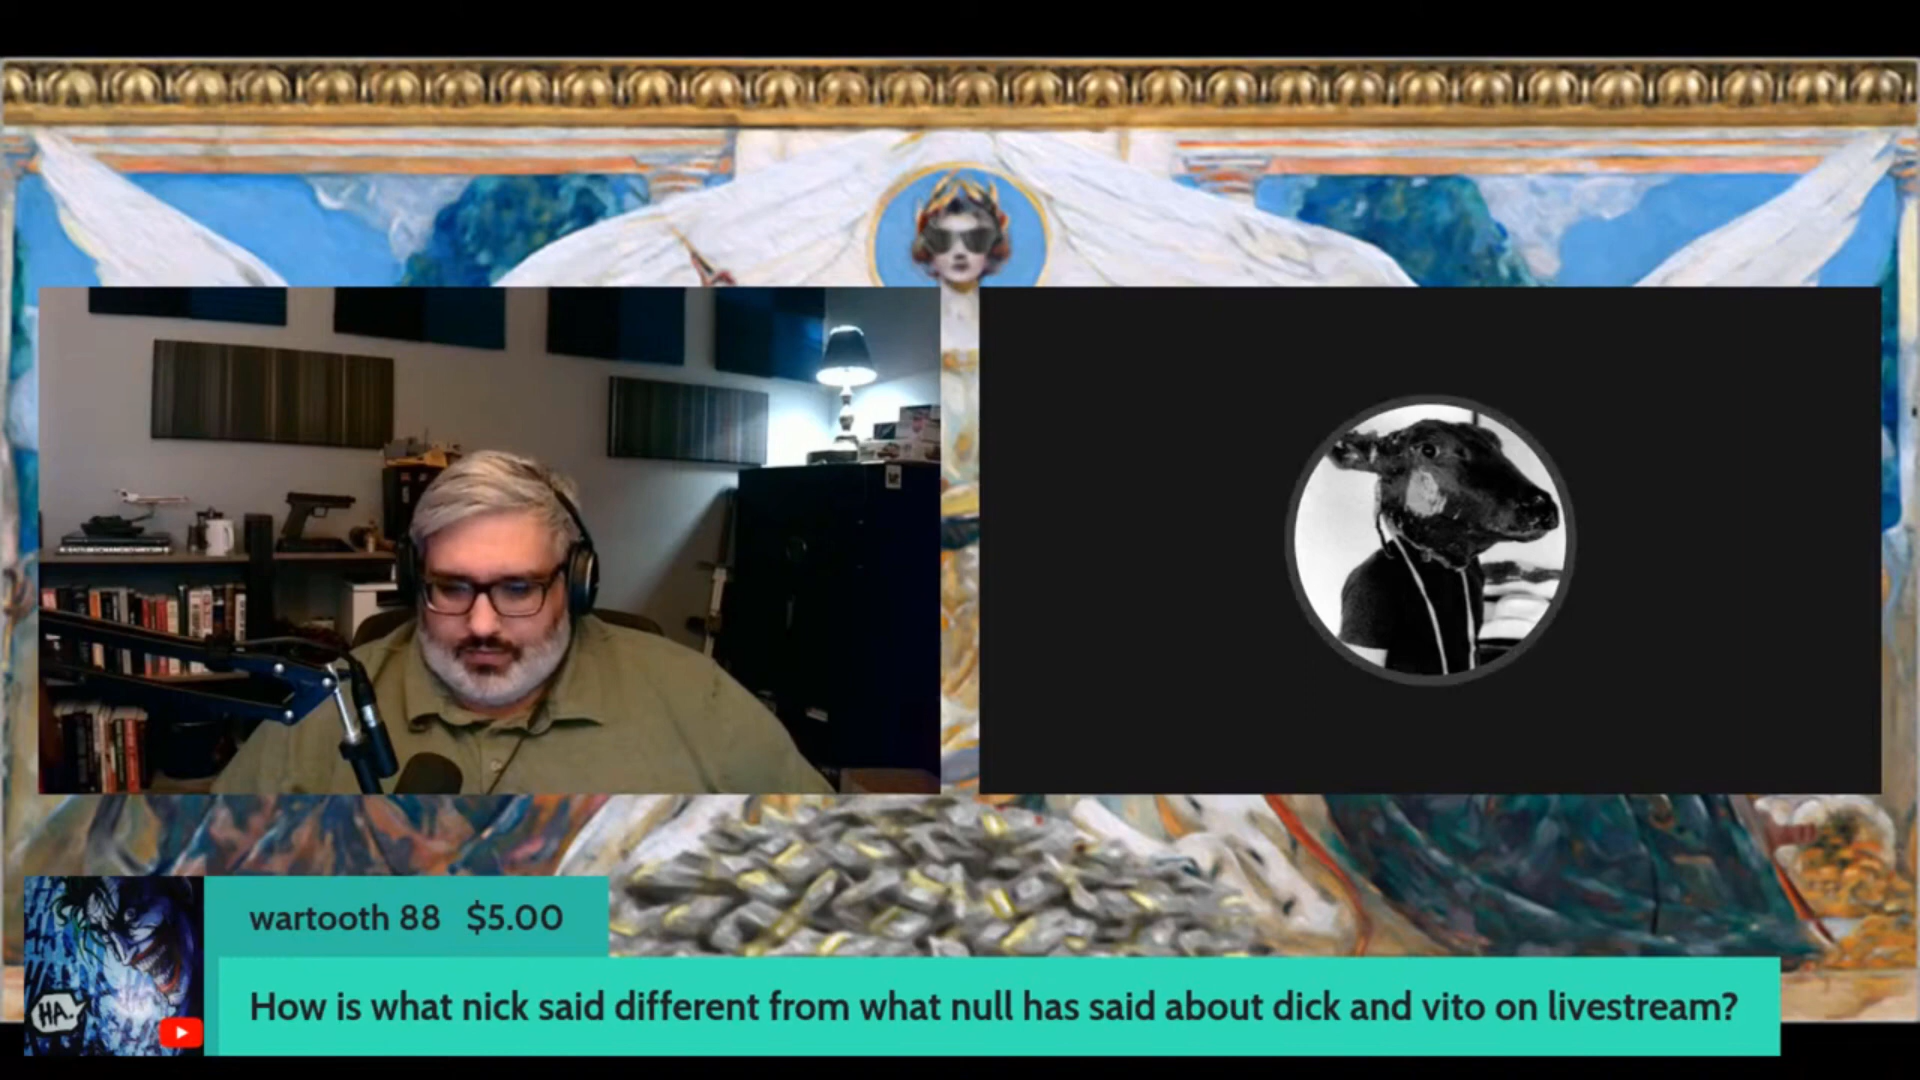 wartooth 88 $5.00
How is what nick said different from what null has said about dick and vito on livestream?
HA.